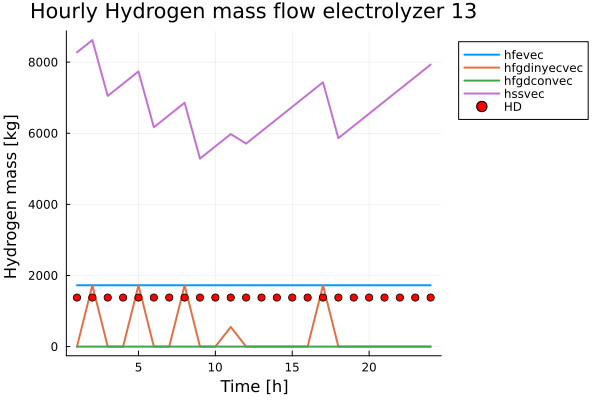 Hourly Hydrogen mass flow electrolyzer 13
Hydrogen mass [kg]
8000
6000
4000
2000
0
5
10
15
20
Time [h]
hfevec
hfgdinyecvec
hfgdconvec
hssvec
HD